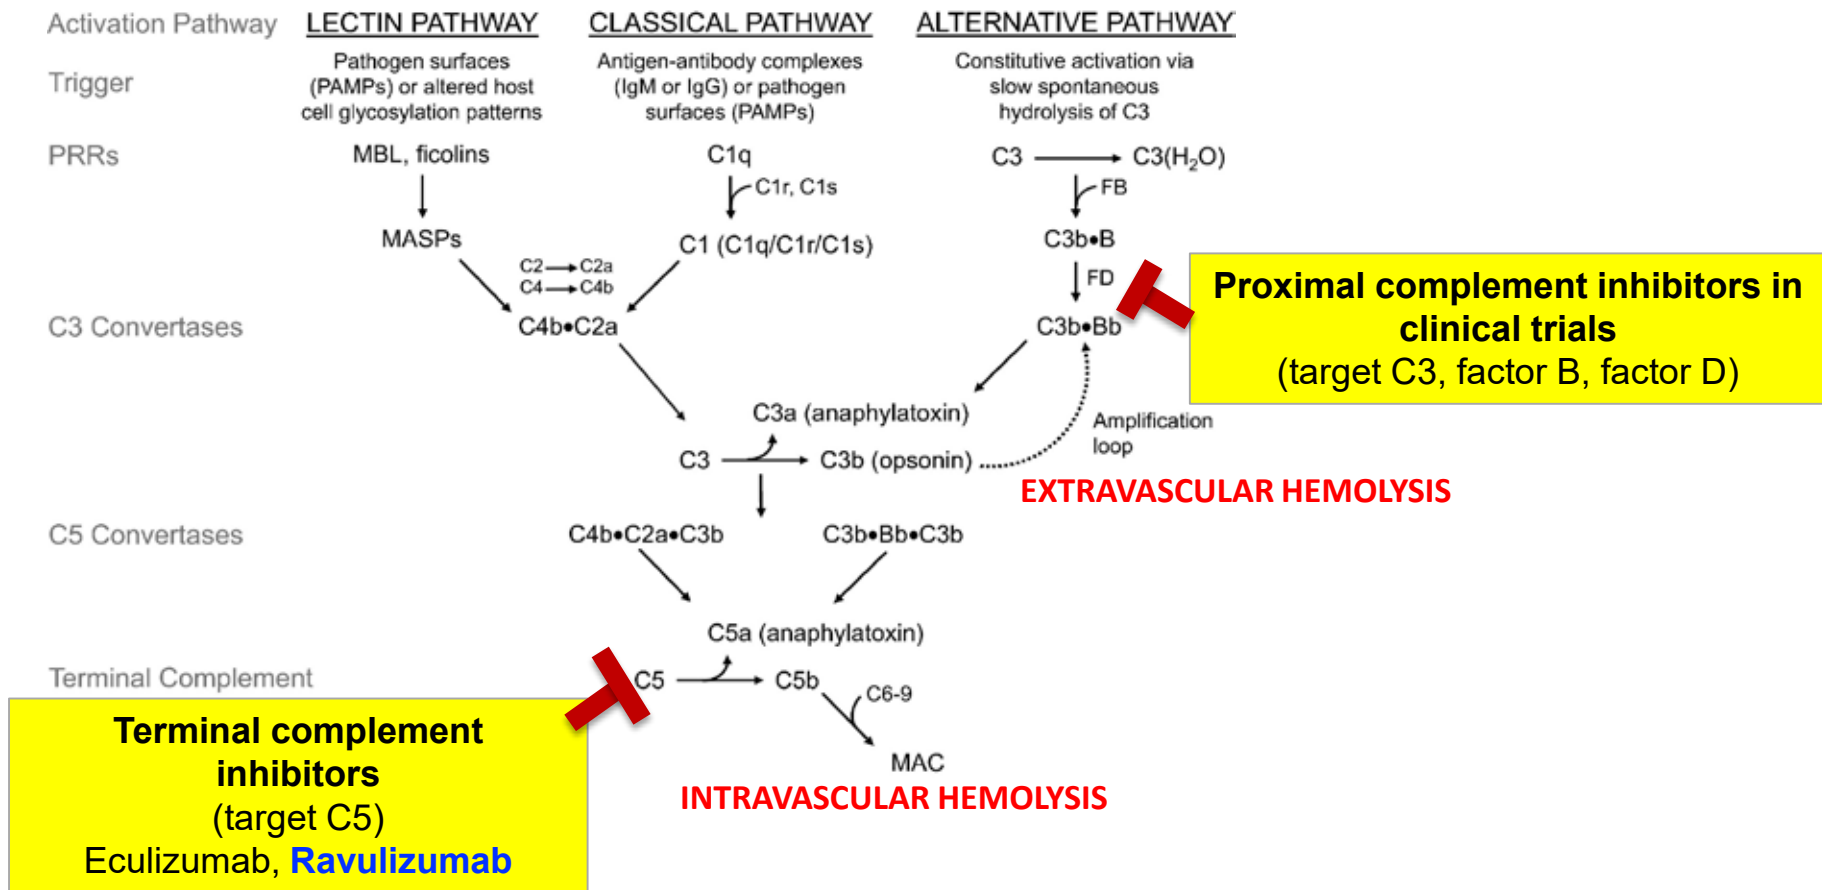 Activation Pathway LECTIN PATHWAY CLASSICAL PATHWAY ALTERNATIVE PATHWAY
Trigger
Pathogen surfaces
(PAMPs) or altered host
cell glycosylation patterns
Antigen-antibody complexes
(IgM or IgG) or pathogen
surfaces (PAMPs)
Constitutive activation via
slow spontaneous
hydrolysis of C3
PRRs
MBL, ficolins
C1q
C3
C3(H₂O)
C1r, C1s
FB
MASPs
C1 (C1q/C1r/C1s)
C3b•B
C2 C2a
C4 C4b
FD
Proximal complement inhibitors in
clinical trials
(target C3, factor B, factor D)
C3 Convertases
C4b•C2a
C3b•Bb
C3a (anaphylatoxin)
Amplification
loop
C3
C3b (opsonin)
EXTRAVASCULAR HEMOLYSIS
C5 Convertases
C4b•C2a•C3b
C3b•Bb•C3b
C5a (anaphylatoxin)
Terminal Complement
C5
C5b
C6-9
MAC
INTRAVASCULAR HEMOLYSIS
Terminal complement
inhibitors
(target C5)
Eculizumab, Ravulizumab